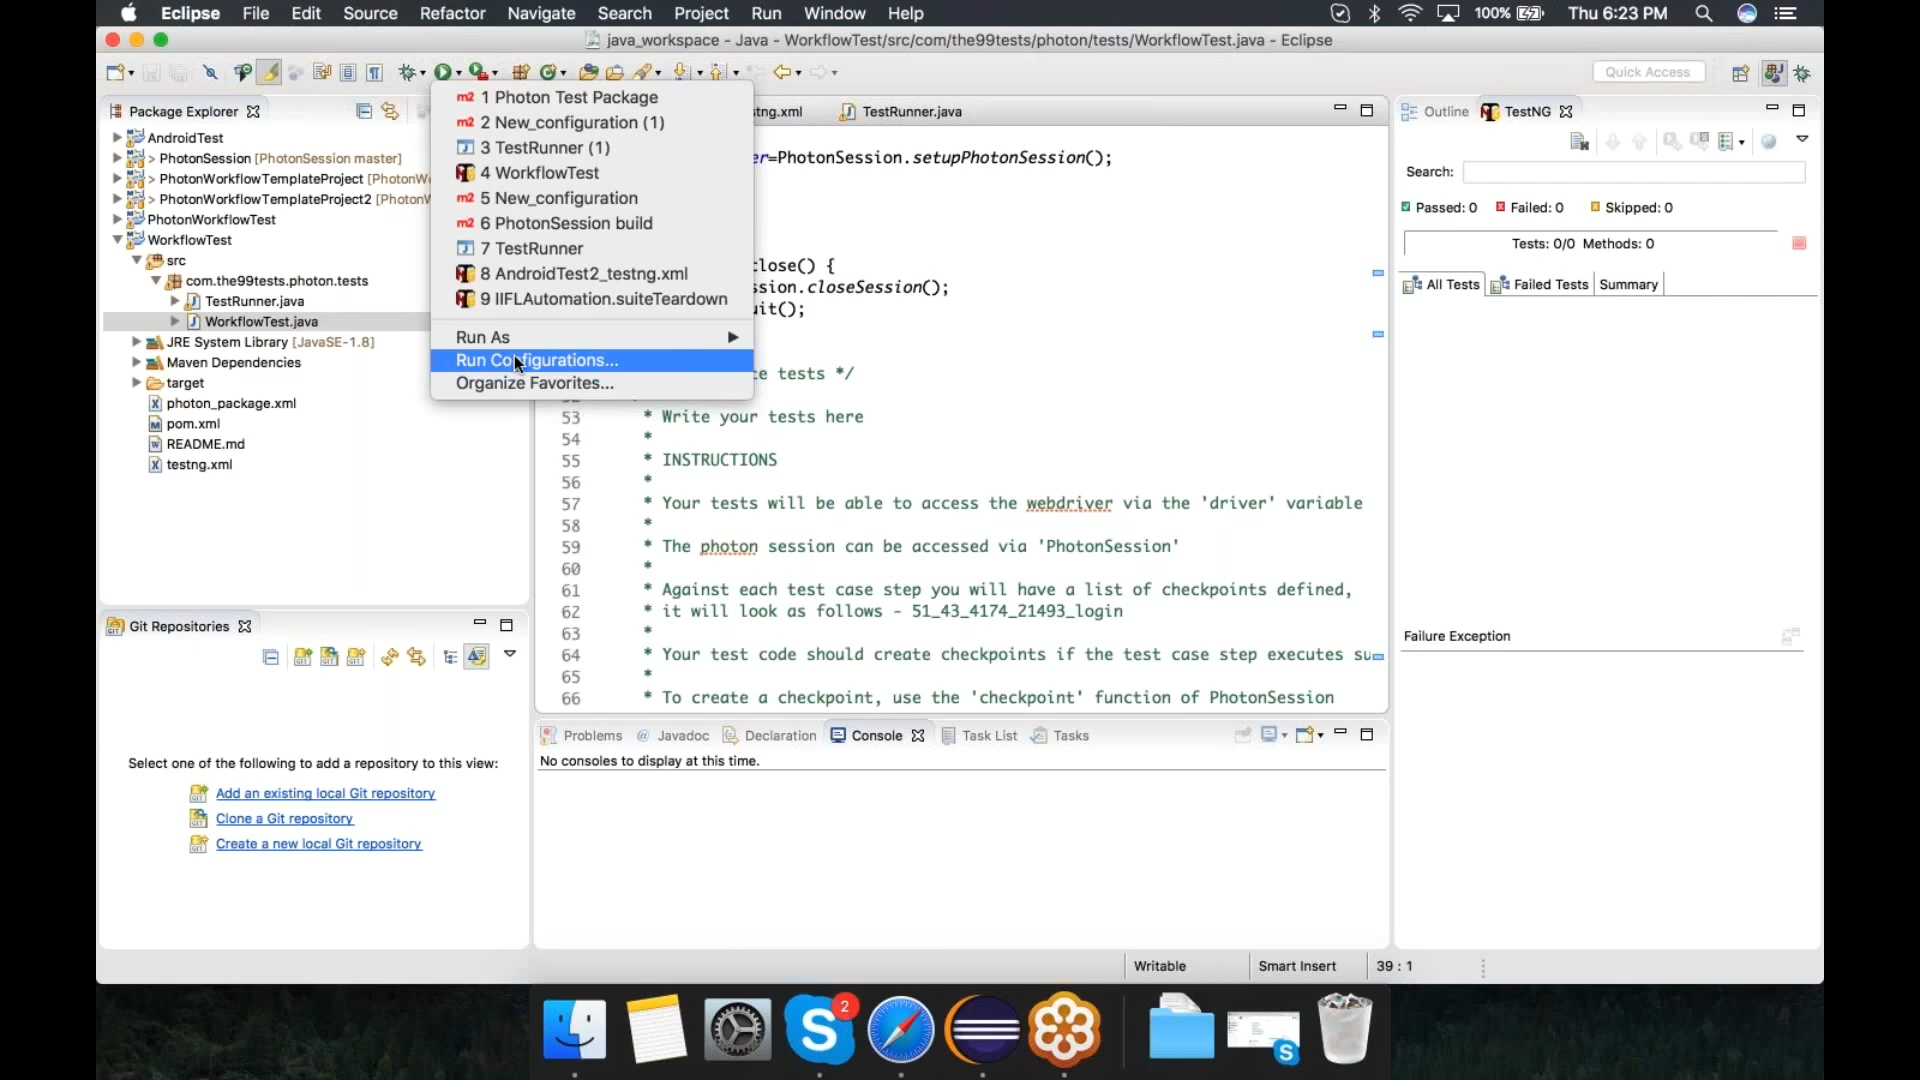 Eclipse File Edit Source Refactor Navigate Search Project Run Window Help 100% Thu 6:23 PM
java_workspace - Java - WorkflowTest/src/com/the99tests/photon/tests/WorkflowTest.java - Eclipse
Quick Access
Package Explorer
AndroidTest
> PhotonSession [PhotonSession master]
> PhotonWorkflowTemplateProject [PhotonW
> PhotonWorkflowTemplateProject2 [PhotonV
PhotonWorkflowTest
WorkflowTest
src
com.the99tests.photon.tests
TestRunner.java
WorkflowTest.java
JRE System Library [JavaSE-1.8]
Maven Dependencies
target
photon_package.xml
pom.xml
README.md
testng.xml
m2 1 Photon Test Package
m2 2 New_configuration (1)
3 TestRunner (1)
4 WorkflowTest
m2 5 New_configuration
m2 6 PhotonSession build
7 TestRunner
8 AndroidTest2_testng.xml
9 IIFLAutomation.suiteTeardown
Run As
Run Configurations...
Organize Favorites...
stng.xml
TestRunner.java
er=PhotonSession.setupPhotonSession();
close() {
ssion.closeSession();
uit();
te tests */
53 * Write your tests here
54 *
55 * INSTRUCTIONS
56 *
57 * Your tests will be able to access the webdriver via the 'driver' variable
58 *
59 * The photon session can be accessed via 'PhotonSession'
60 *
61 * Against each test case step you will have a list of checkpoints defined,
62 * it will look as follows - 51_43_4174_21493_login
63 *
64 * Your test code should create checkpoints if the test case step executes su
65 *
66 * To create a checkpoint, use the 'checkpoint' function of PhotonSession
Outline
TestNG
Search:
Passed: 0 Failed: 0 Skipped: 0
Tests: 0/0 Methods: 0
All Tests Failed Tests Summary
Failure Exception
Git Repositories
Select one of the following to add a repository to this view:
Add an existing local Git repository
Clone a Git repository
Create a new local Git repository
Problems @ Javadoc Declaration Console Task List Tasks
No consoles to display at this time.
Writable Smart Insert 39 : 1
2